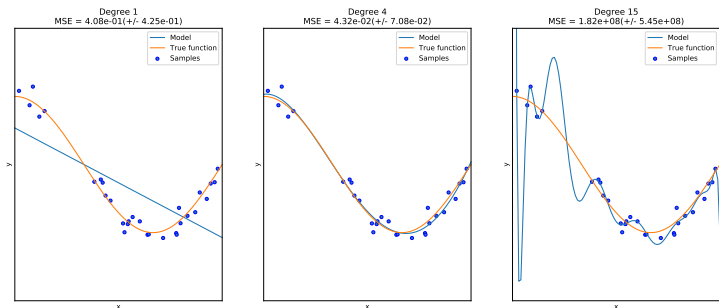 Degree 1
MSE = 4.08e-01(+/- 4.25e-01)
Model
True function
Samples
y
x
Degree 4
MSE = 4.32e-02(+/- 7.08e-02)
Model
True function
Samples
y
x
Degree 15
MSE = 1.82e+08(+/- 5.45e+08)
Model
True function
Samples
y
x